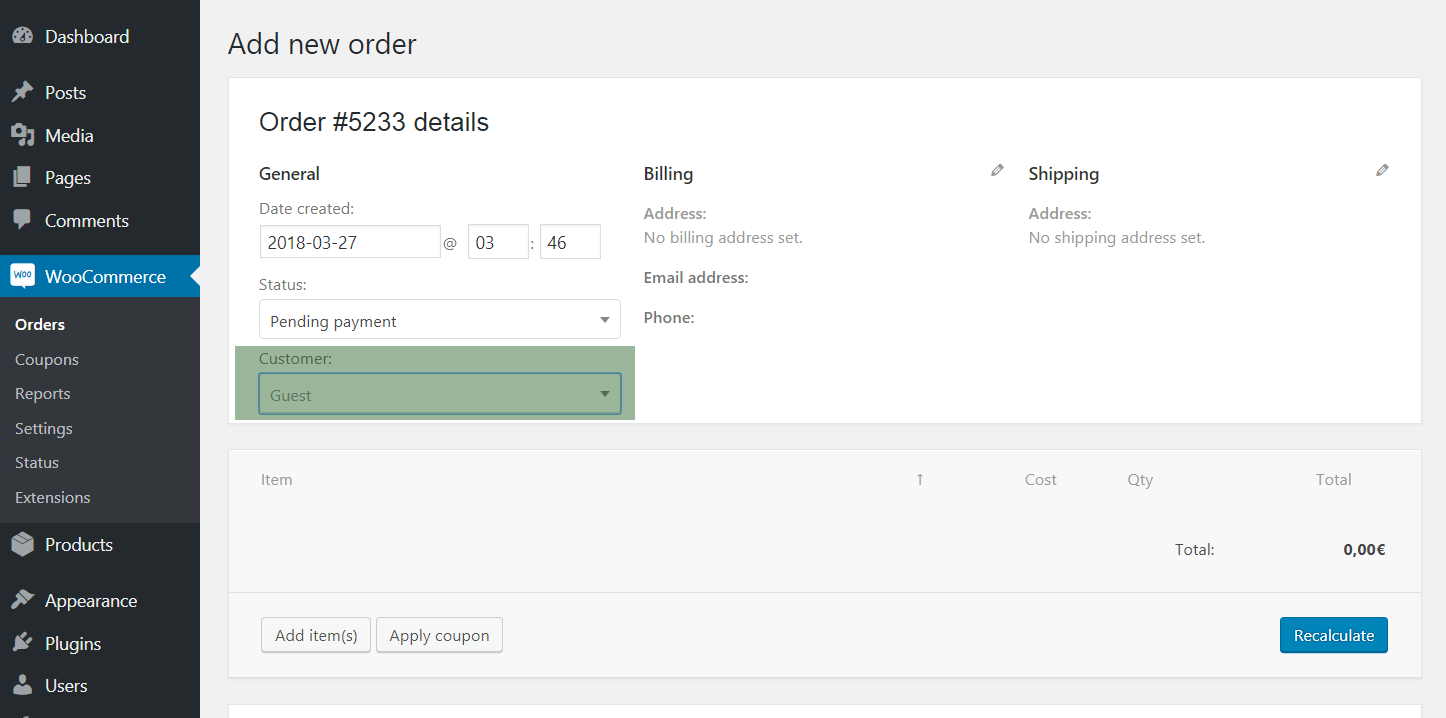 Dashboard
Posts
Media
Pages
Comments
Woo WooCommerce
Orders
Coupons
Reports
Settings
Status
Extensions
Products
Appearance
Plugins
Users
Add new order
Order #5233 details
General
Date created:
2018-03-27 @ 03 : 46
Status:
Pending payment
Customer:
Guest
Billing
Address:
No billing address set.
Email address:
Phone:
Shipping
Address:
No shipping address set.
Item ↑ Cost Qty Total
Total: 0,00€
Add item(s) Apply coupon Recalculate